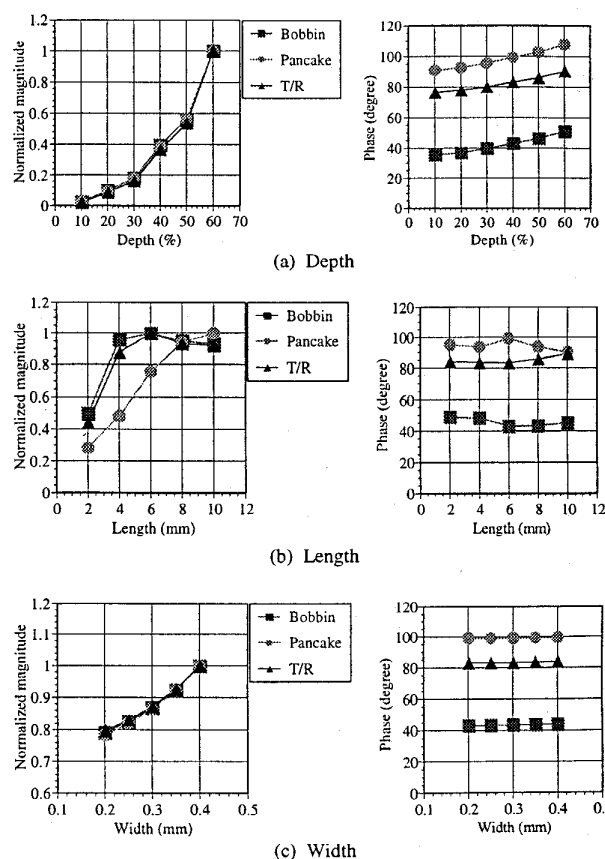 Normalized magnitude
1.2
1
0.8
0.6
0.4
0.2
0
0 10 20 30 40 50 60 70
Depth (%)
Bobbin
Pancake
T/R
Phase (degree)
120
100
80
60
40
20
0
10 20 30 40 50 60 70
Depth (%)
(a) Depth
Normalized magnitude
1.2
1
0.8
0.6
0.4
0.2
0
0 2 4 6 8 10 12
Length (mm)
Bobbin
Pancake
T/R
Phase (degree)
120
100
80
60
40
20
0
0 2 4 6 8 10 12
Length (mm)
(b) Length
Normalized magnitude
1.2
1.1
1
0.9
0.8
0.7
0.6
0.1 0.2 0.3 0.4 0.5
Width (mm)
Bobbin
Pancake
T/R
Phase (degree)
120
100
80
60
40
20
0
0.1 0.2 0.3 0.4 0.
Width (mm)
(c) Width